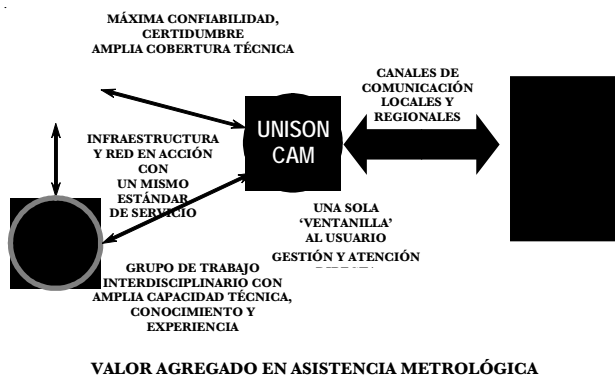 MÁXIMA CONFIABILIDAD,
CERTIDUMBRE
AMPLIA COBERTURA TÉCNICA
CANALES DE
COMUNICACIÓN
LOCALES Y
REGIONALES
UNISON
CAM
INFRAESTRUCTURA
Y RED EN ACCIÓN
CON
UN MISMO
ESTÁNDAR
DE SERVICIO
UNA SOLA
‘VENTANILLA’
AL USUARIO
GESTIÓN Y ATENCIÓN
GRUPO DE TRABAJO
INTERDISCIPLINARIO CON
AMPLIA CAPACIDAD TÉCNICA,
CONOCIMIENTO Y
EXPERIENCIA
VALOR AGREGADO EN ASISTENCIA METROLÓGICA